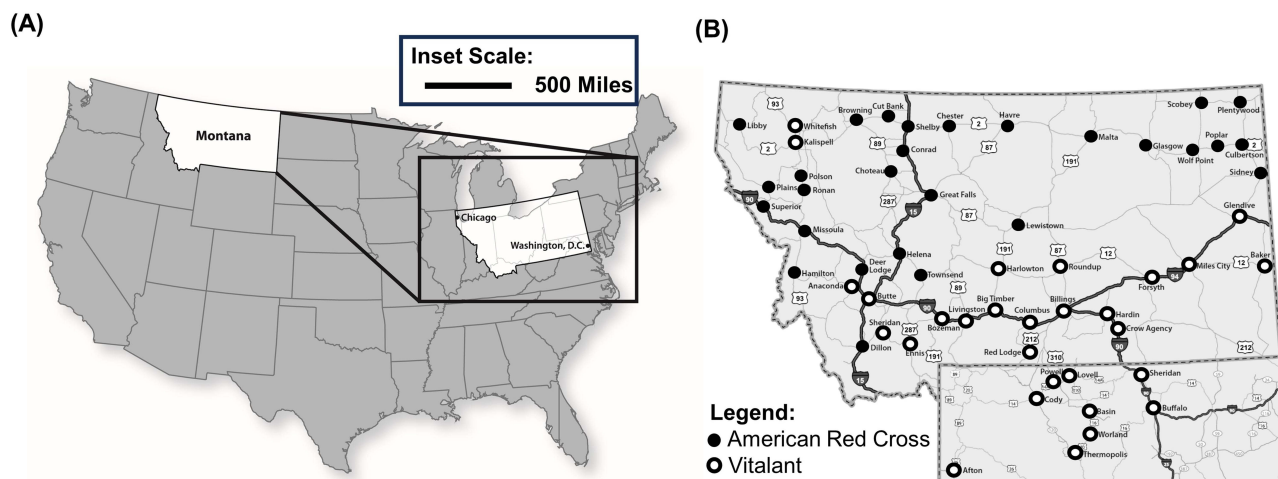 (A)
Inset Scale:
500 Miles
Montana
Chicago
Washington, D.C.
(B)
93
Libby
Whitefish
Kalispell
2
Browning
Cut Bank
Shelby
Chester
2
Havre
87
Conrad
89
Choteau
Malta
191
Scobey
Plentywood
Glasgow
Wolf Point
Poplar
Culbertson
2
Sidney
Polson
Plains
Ronan
90
Superior
287
15
Great Falls
87
Lewistown
Glendive
Missoula
Helena
191
87
12
Deer
Lodge
Hamilton
Townsend
Harlowton
Roundup
12
Baker
Miles City
94
Forsyth
Anaconda
93
Butte
89
90
Livingston
Big Timber
Columbus
Billings
Hardin
Crow Agency
Bozeman
Sheridan
287
Ennis
191
Dillon
212
Red Lodge
310
90
212
15
Powell
Lovell
Sheridan
Cody
Basin
Buffalo
Worland
Thermopolis
Afton
Legend:
American Red Cross
Vitalant